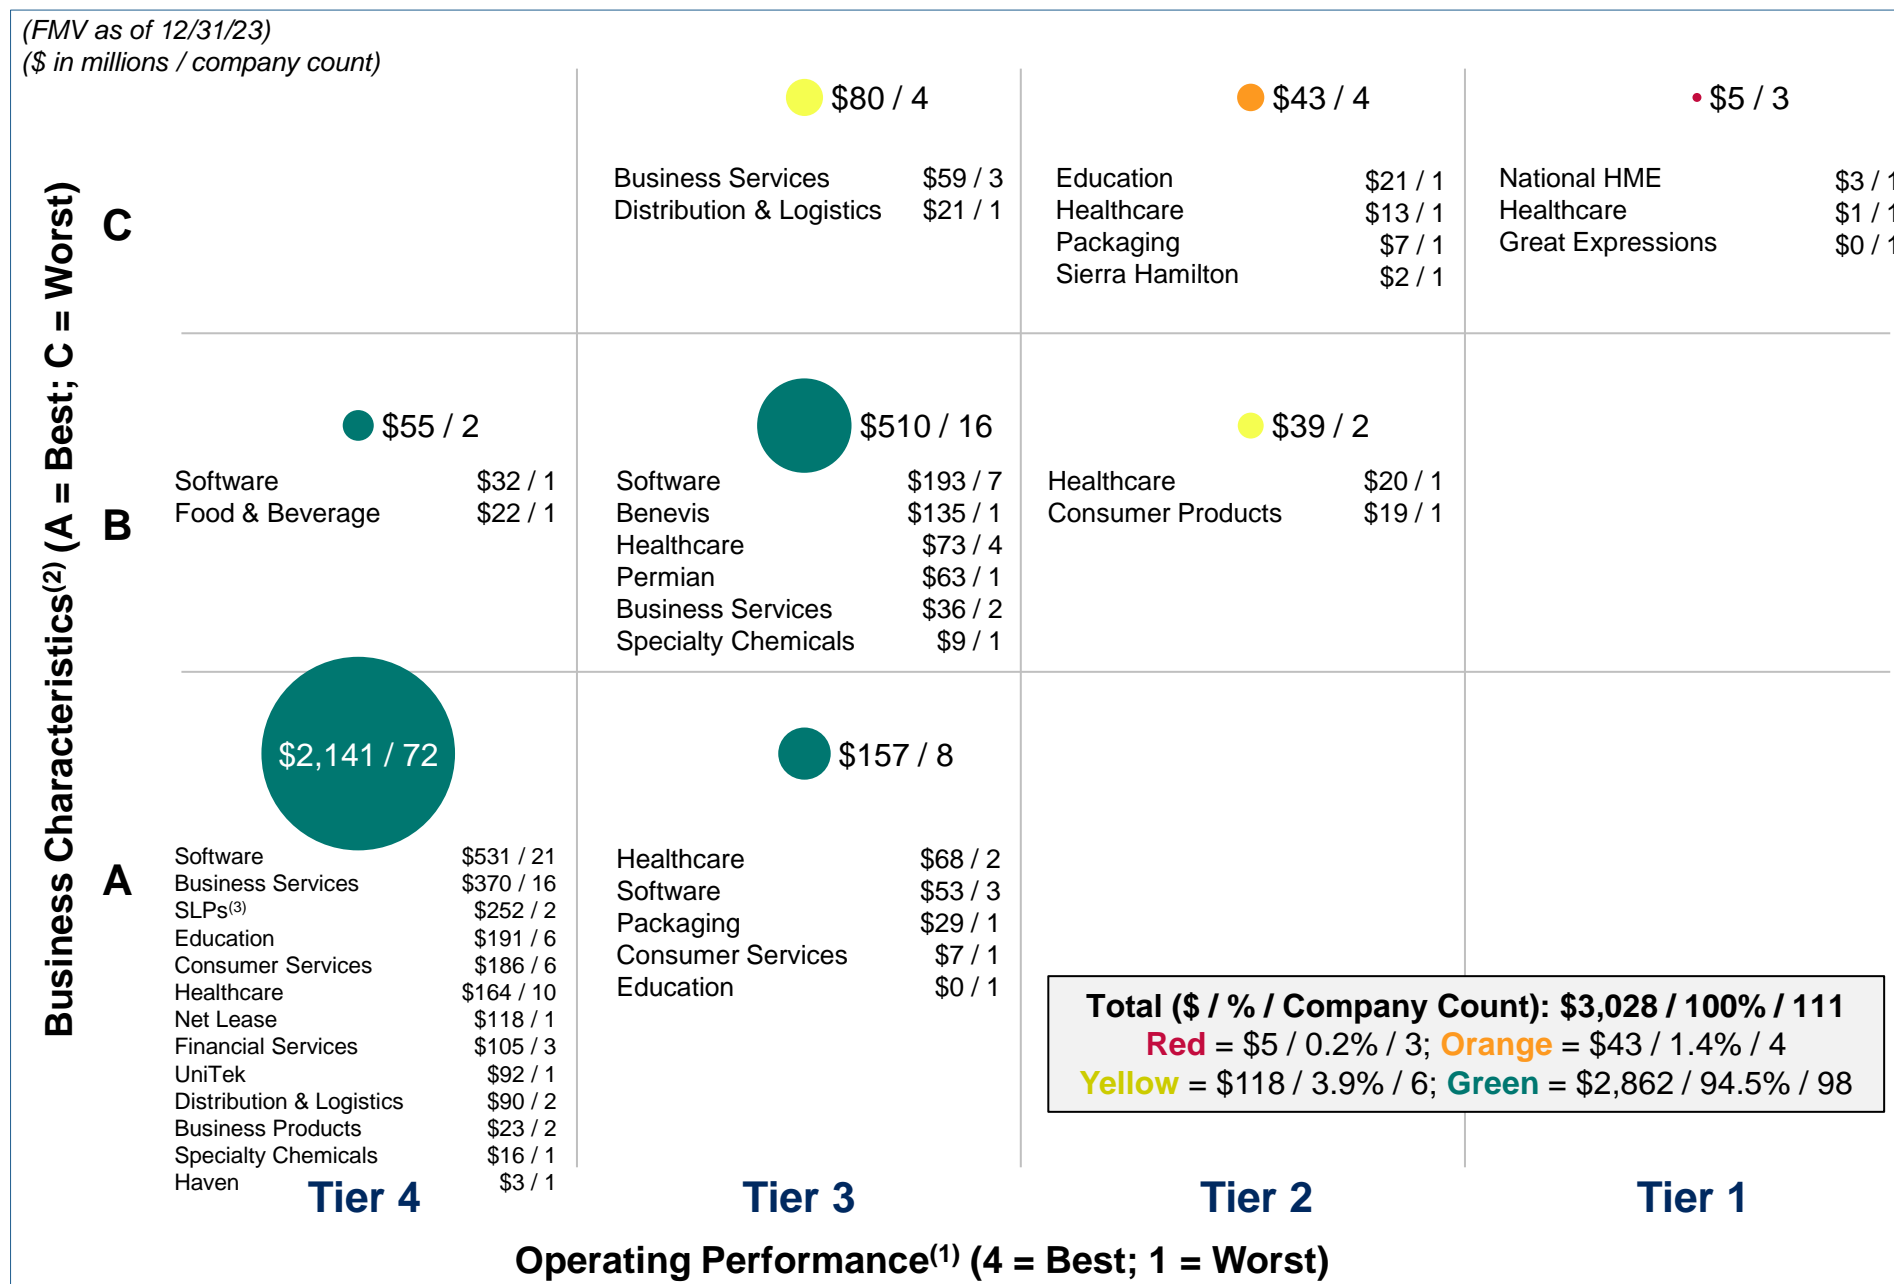 (FMV as of 12/31/23)
($ in millions / company count)
Business Characteristics(2) (A = Best; C = Worst)
C
$80 / 4
Business Services $59 / 3
Distribution & Logistics $21 / 1
$43 / 4
Education $21 / 1
Healthcare $13 / 1
Packaging $7 / 1
Sierra Hamilton $2 / 1
$5 / 3
National HME $3 / 1
Healthcare $1 / 1
Great Expressions $0 / 1
B
$55 / 2
Software $32 / 1
Food & Beverage $22 / 1
$510 / 16
Software $193 / 7
Benevis $135 / 1
Healthcare $73 / 4
Permian $63 / 1
Business Services $36 / 2
Specialty Chemicals $9 / 1
$39 / 2
Healthcare $20 / 1
Consumer Products $19 / 1
A
$2,141 / 72
Software $531 / 21
Business Services $370 / 16
SLPs(3) $252 / 2
Education $191 / 6
Consumer Services $186 / 6
Healthcare $164 / 10
Net Lease $118 / 1
Financial Services $105 / 3
UniTek $92 / 1
Distribution & Logistics $90 / 2
Business Products $23 / 2
Specialty Chemicals $16 / 1
Haven $3 / 1
$157 / 8
Healthcare $68 / 2
Software $53 / 3
Packaging $29 / 1
Consumer Services $7 / 1
Education $0 / 1
Total ($ / % / Company Count): $3,028 / 100% / 111
Red = $5 / 0.2% / 3; Orange = $43 / 1.4% / 4
Yellow = $118 / 3.9% / 6; Green = $2,862 / 94.5% / 98
Tier 4
Tier 3
Tier 2
Tier 1
Operating Performance(1) (4 = Best; 1 = Worst)